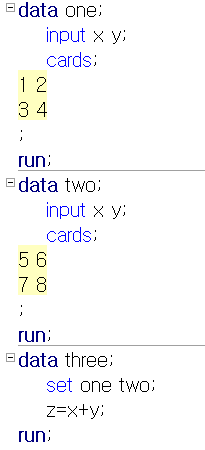 data one;
input x y;
cards;
1 2
3 4
;
run;
data two;
input x y;
cards;
5 6
7 8
;
run;
data three;
set one two;
z=x+y;
run;